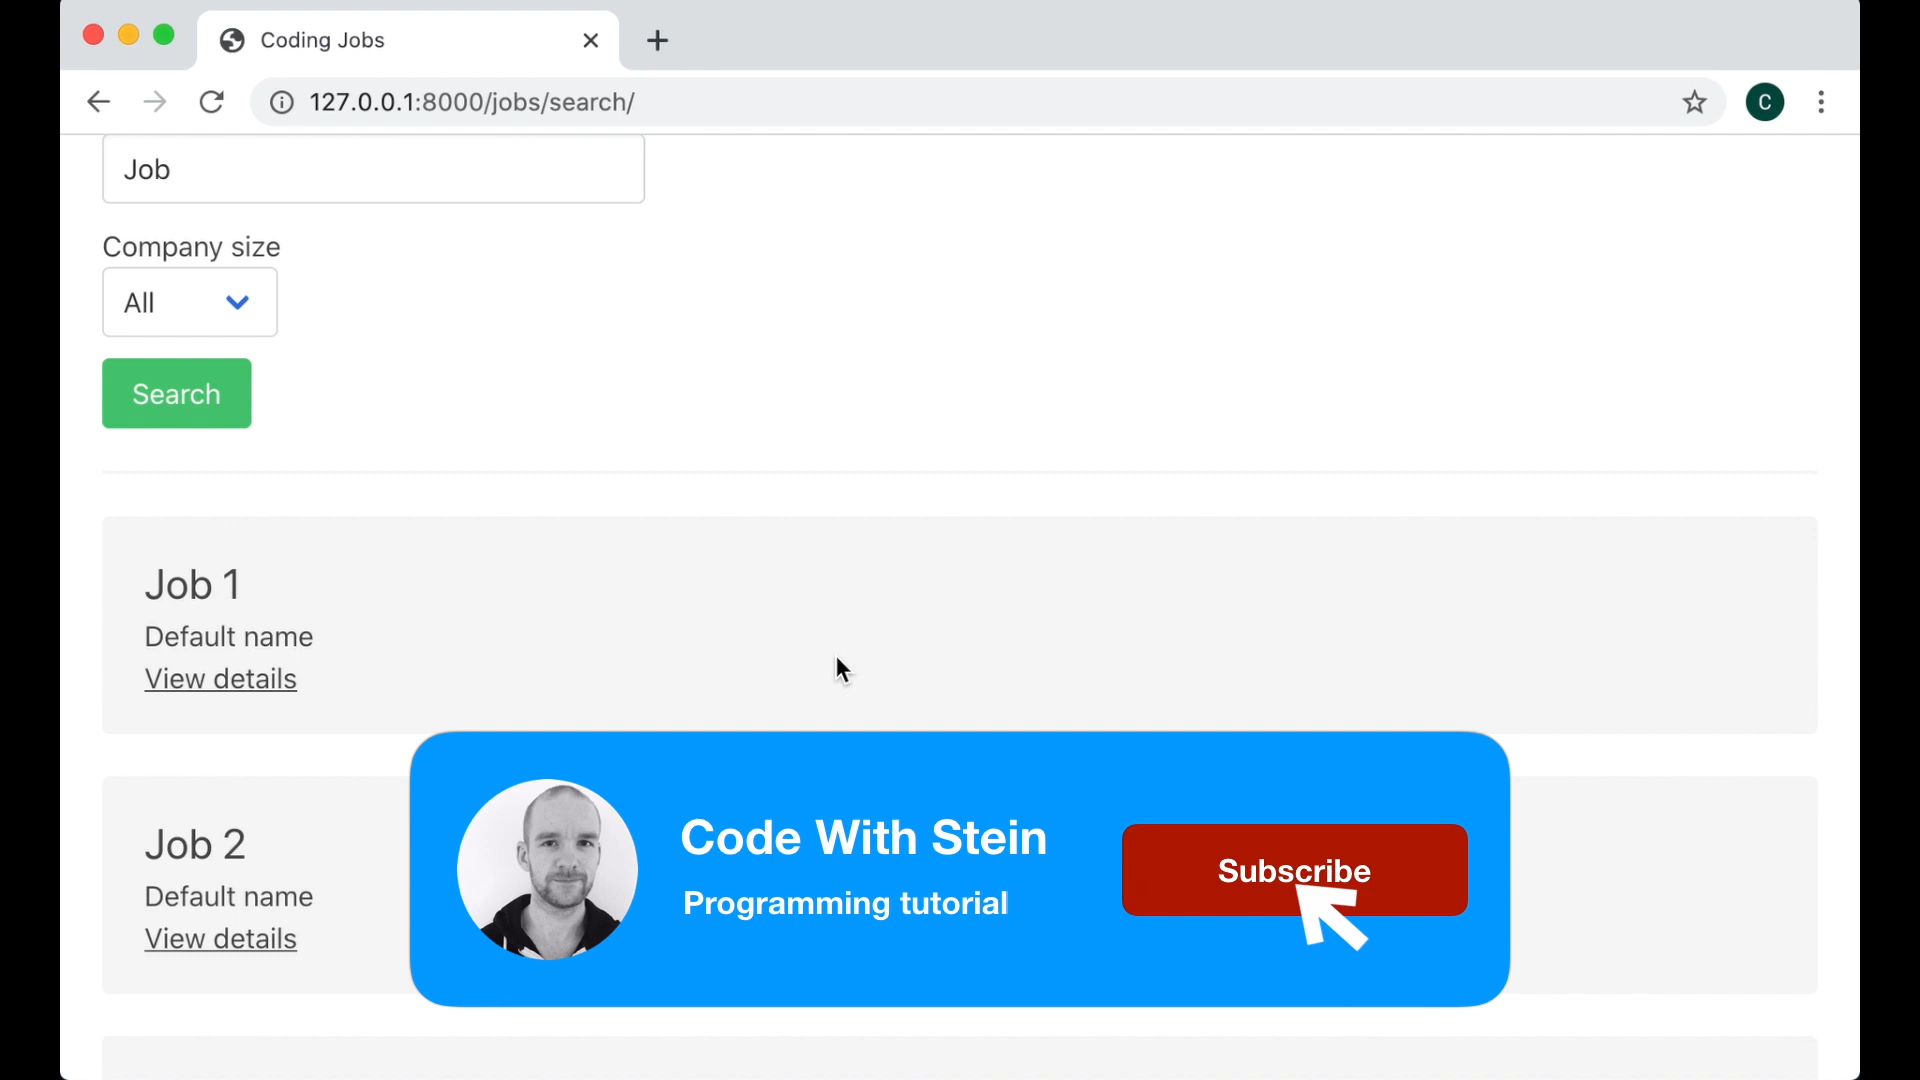 Coding Jobs
127.0.0.1:8000/jobs/search/
C
Job
Company size
All
Search
Job 1
Default name
View details
Job 2
Default name
View details
Code With Stein
Programming tutorial
Subscribe